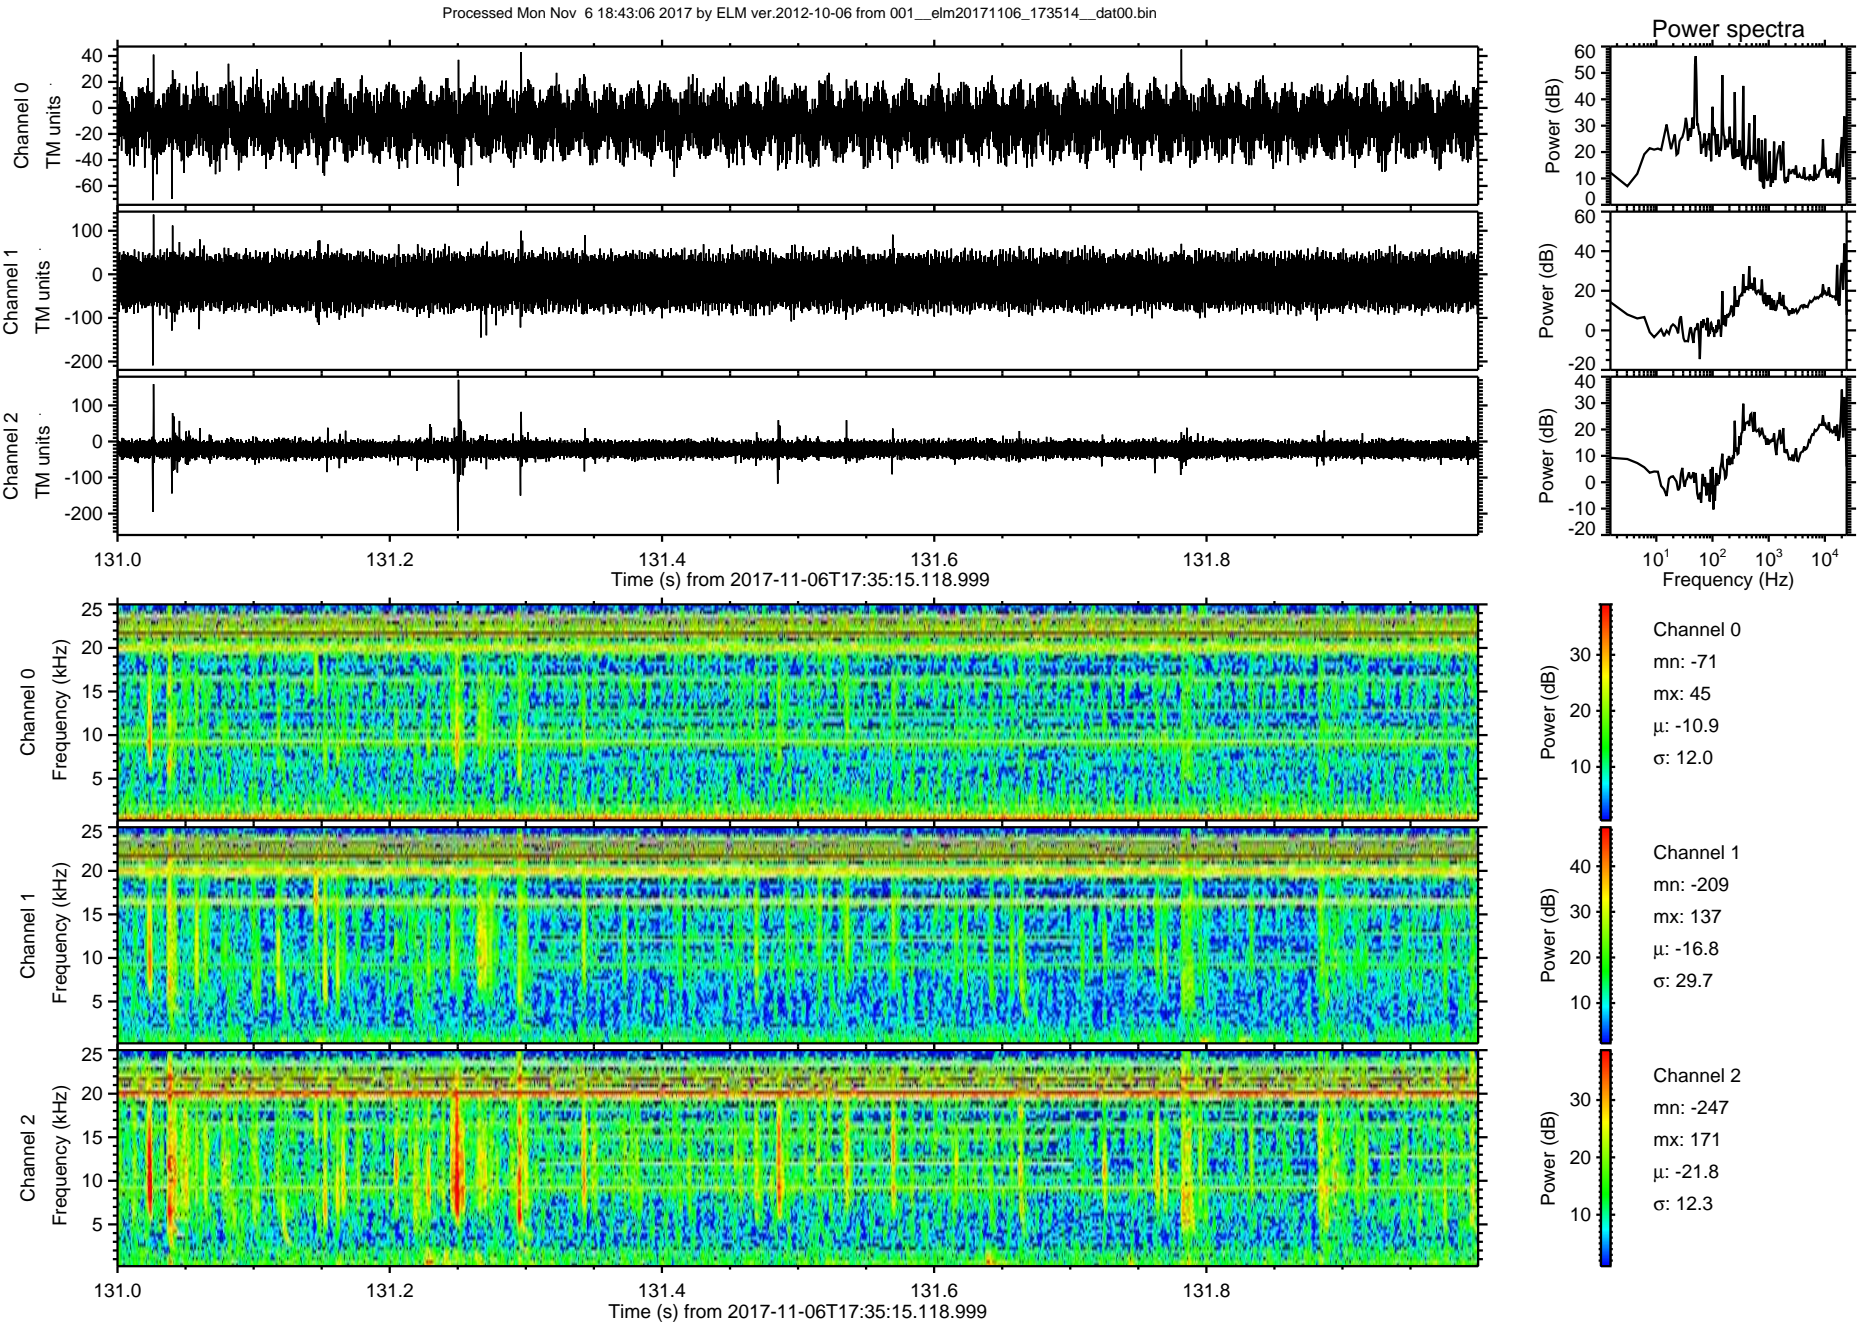 Processed Mon Nov  6 18:43:06 2017 by ELM ver.2012-10-06 from 001__elm20171106_173514__dat00.bin
Power spectra
Channel 0
TM units
40
20
0
-20
-40
-60
Power (dB)
60
50
40
30
20
10
0
Channel 1
TM units
100
0
-100
-200
Power (dB)
60
40
20
0
-20
Channel 2
TM units
100
0
-100
-200
Power (dB)
40
30
20
10
0
-10
-20
131.0 131.2 131.4 131.6 131.8
Time (s) from 2017-11-06T17:35:15.118.999
10^1 10^2 10^3 10^4
Frequency (Hz)
Channel 0
Frequency (kHz)
25
20
15
10
5
Power (dB)
30
20
10
Channel 0
mn: -71
mx: 45
μ: -10.9
σ: 12.0
Channel 1
Frequency (kHz)
25
20
15
10
5
Power (dB)
40
30
20
10
Channel 1
mn: -209
mx: 137
μ: -16.8
σ: 29.7
Channel 2
Frequency (kHz)
25
20
15
10
5
Power (dB)
30
20
10
Channel 2
mn: -247
mx: 171
μ: -21.8
σ: 12.3
131.0 131.2 131.4 131.6 131.8
Time (s) from 2017-11-06T17:35:15.118.999